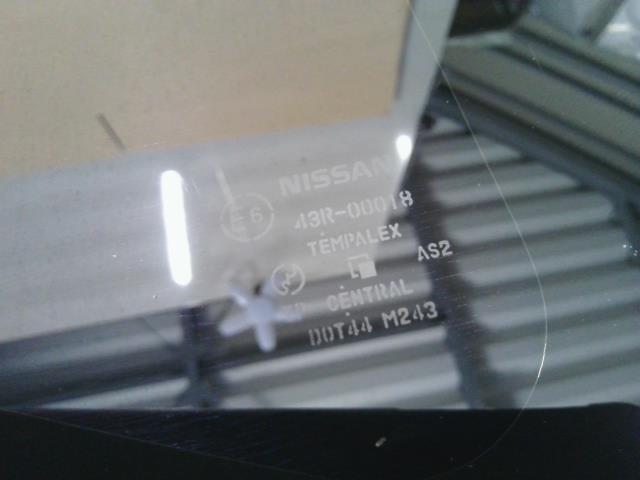 NISSAN
E6 43R-00018
TEMPALEX
AS2
CENTRAL
DOT44 M243